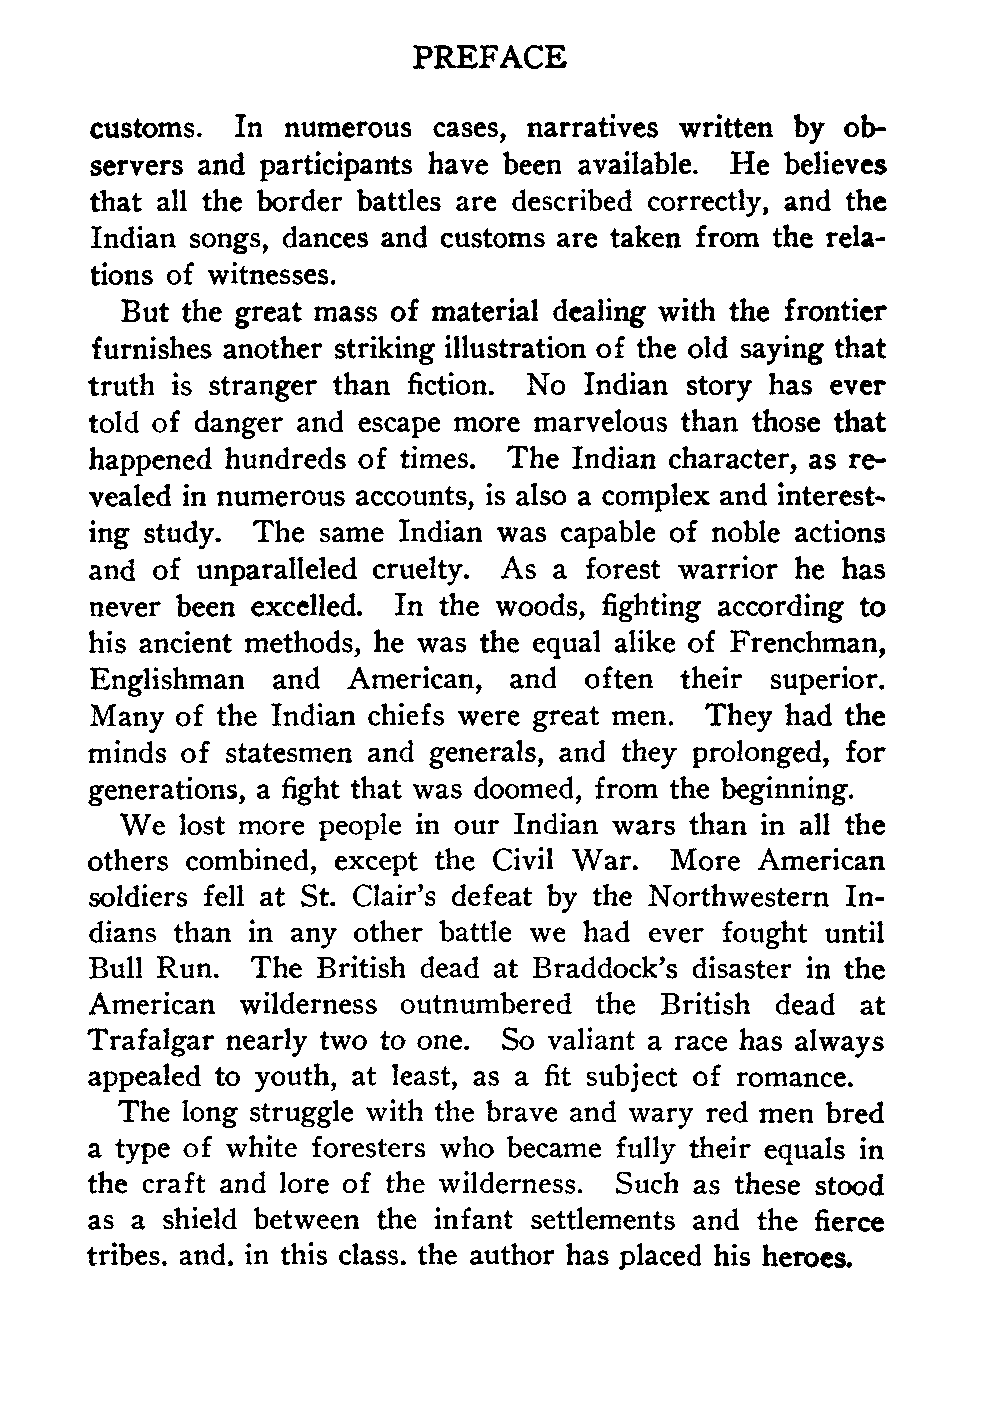 PREFACE
customs. In numerous cases, narratives written by ob-
servers and participants have been available. He believes
that all the border battles are described correctly, and the
Indian songs, dances and customs are taken from the rela-
tions of witnesses.
But the great mass of material dealing with the frontier
furnishes another striking illustration of the old saying that
truth is stranger than fiction. No Indian story has ever
told of danger and escape more marvelous than those that
happened hundreds of times. The Indian character, as re-
vealed in numerous accounts, is also a complex and interest-
ing study. The same Indian was capable of noble actions
and of unparalleled cruelty. As a forest warrior he has
never been excelled. In the woods, fighting according to
his ancient methods, he was the equal alike of Frenchman,
Englishman and American, and often their superior.
Many of the Indian chiefs were great men. They had the
minds of statesmen and generals, and they prolonged, for
generations, a fight that was doomed, from the beginning.
We lost more people in our Indian wars than in all the
others combined, except the Civil War. More American
soldiers fell at St. Clair's defeat by the Northwestern In-
dians than in any other battle we had ever fought until
Bull Run. The British dead at Braddock's disaster in the
American wilderness outnumbered the British dead at
Trafalgar nearly two to one. So valiant a race has always
appealed to youth, at least, as a fit subject of romance.
The long struggle with the brave and wary red men bred
a type of white foresters who became fully their equals in
the craft and lore of the wilderness. Such as these stood
as a shield between the infant settlements and the fierce
tribes. and. in this class. the author has placed his heroes.